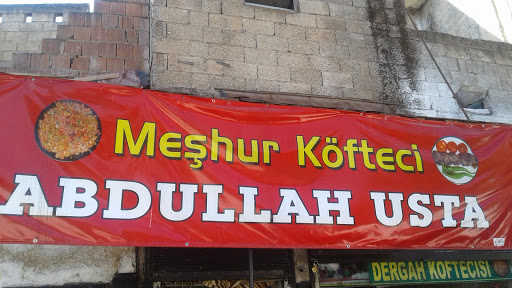 Meşhur Köfteci
ABDULLAH USTA
DERGAH KÖFTECİSİ